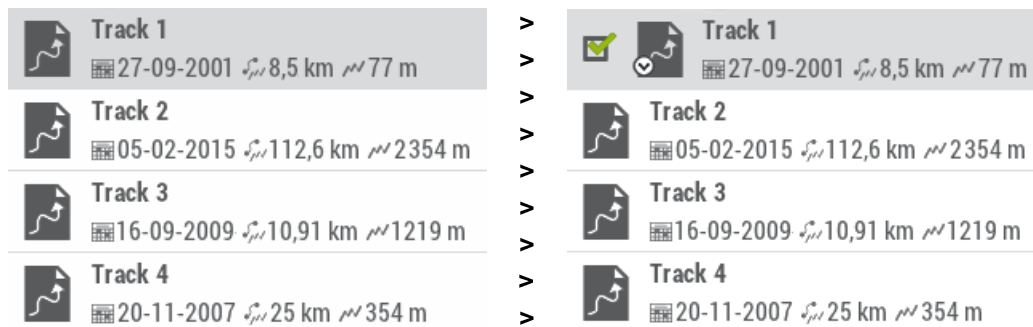 Track 1
27-09-2001 8,5 km 77 m
Track 2
05-02-2015 112,6 km 2354 m
Track 3
16-09-2009 10,91 km 1219 m
Track 4
20-11-2007 25 km 354 m
>
>
>
>
>
>
>
>
>
Track 1
27-09-2001 8,5 km 77 m
Track 2
05-02-2015 112,6 km 2354 m
Track 3
16-09-2009 10,91 km 1219 m
Track 4
20-11-2007 25 km 354 m